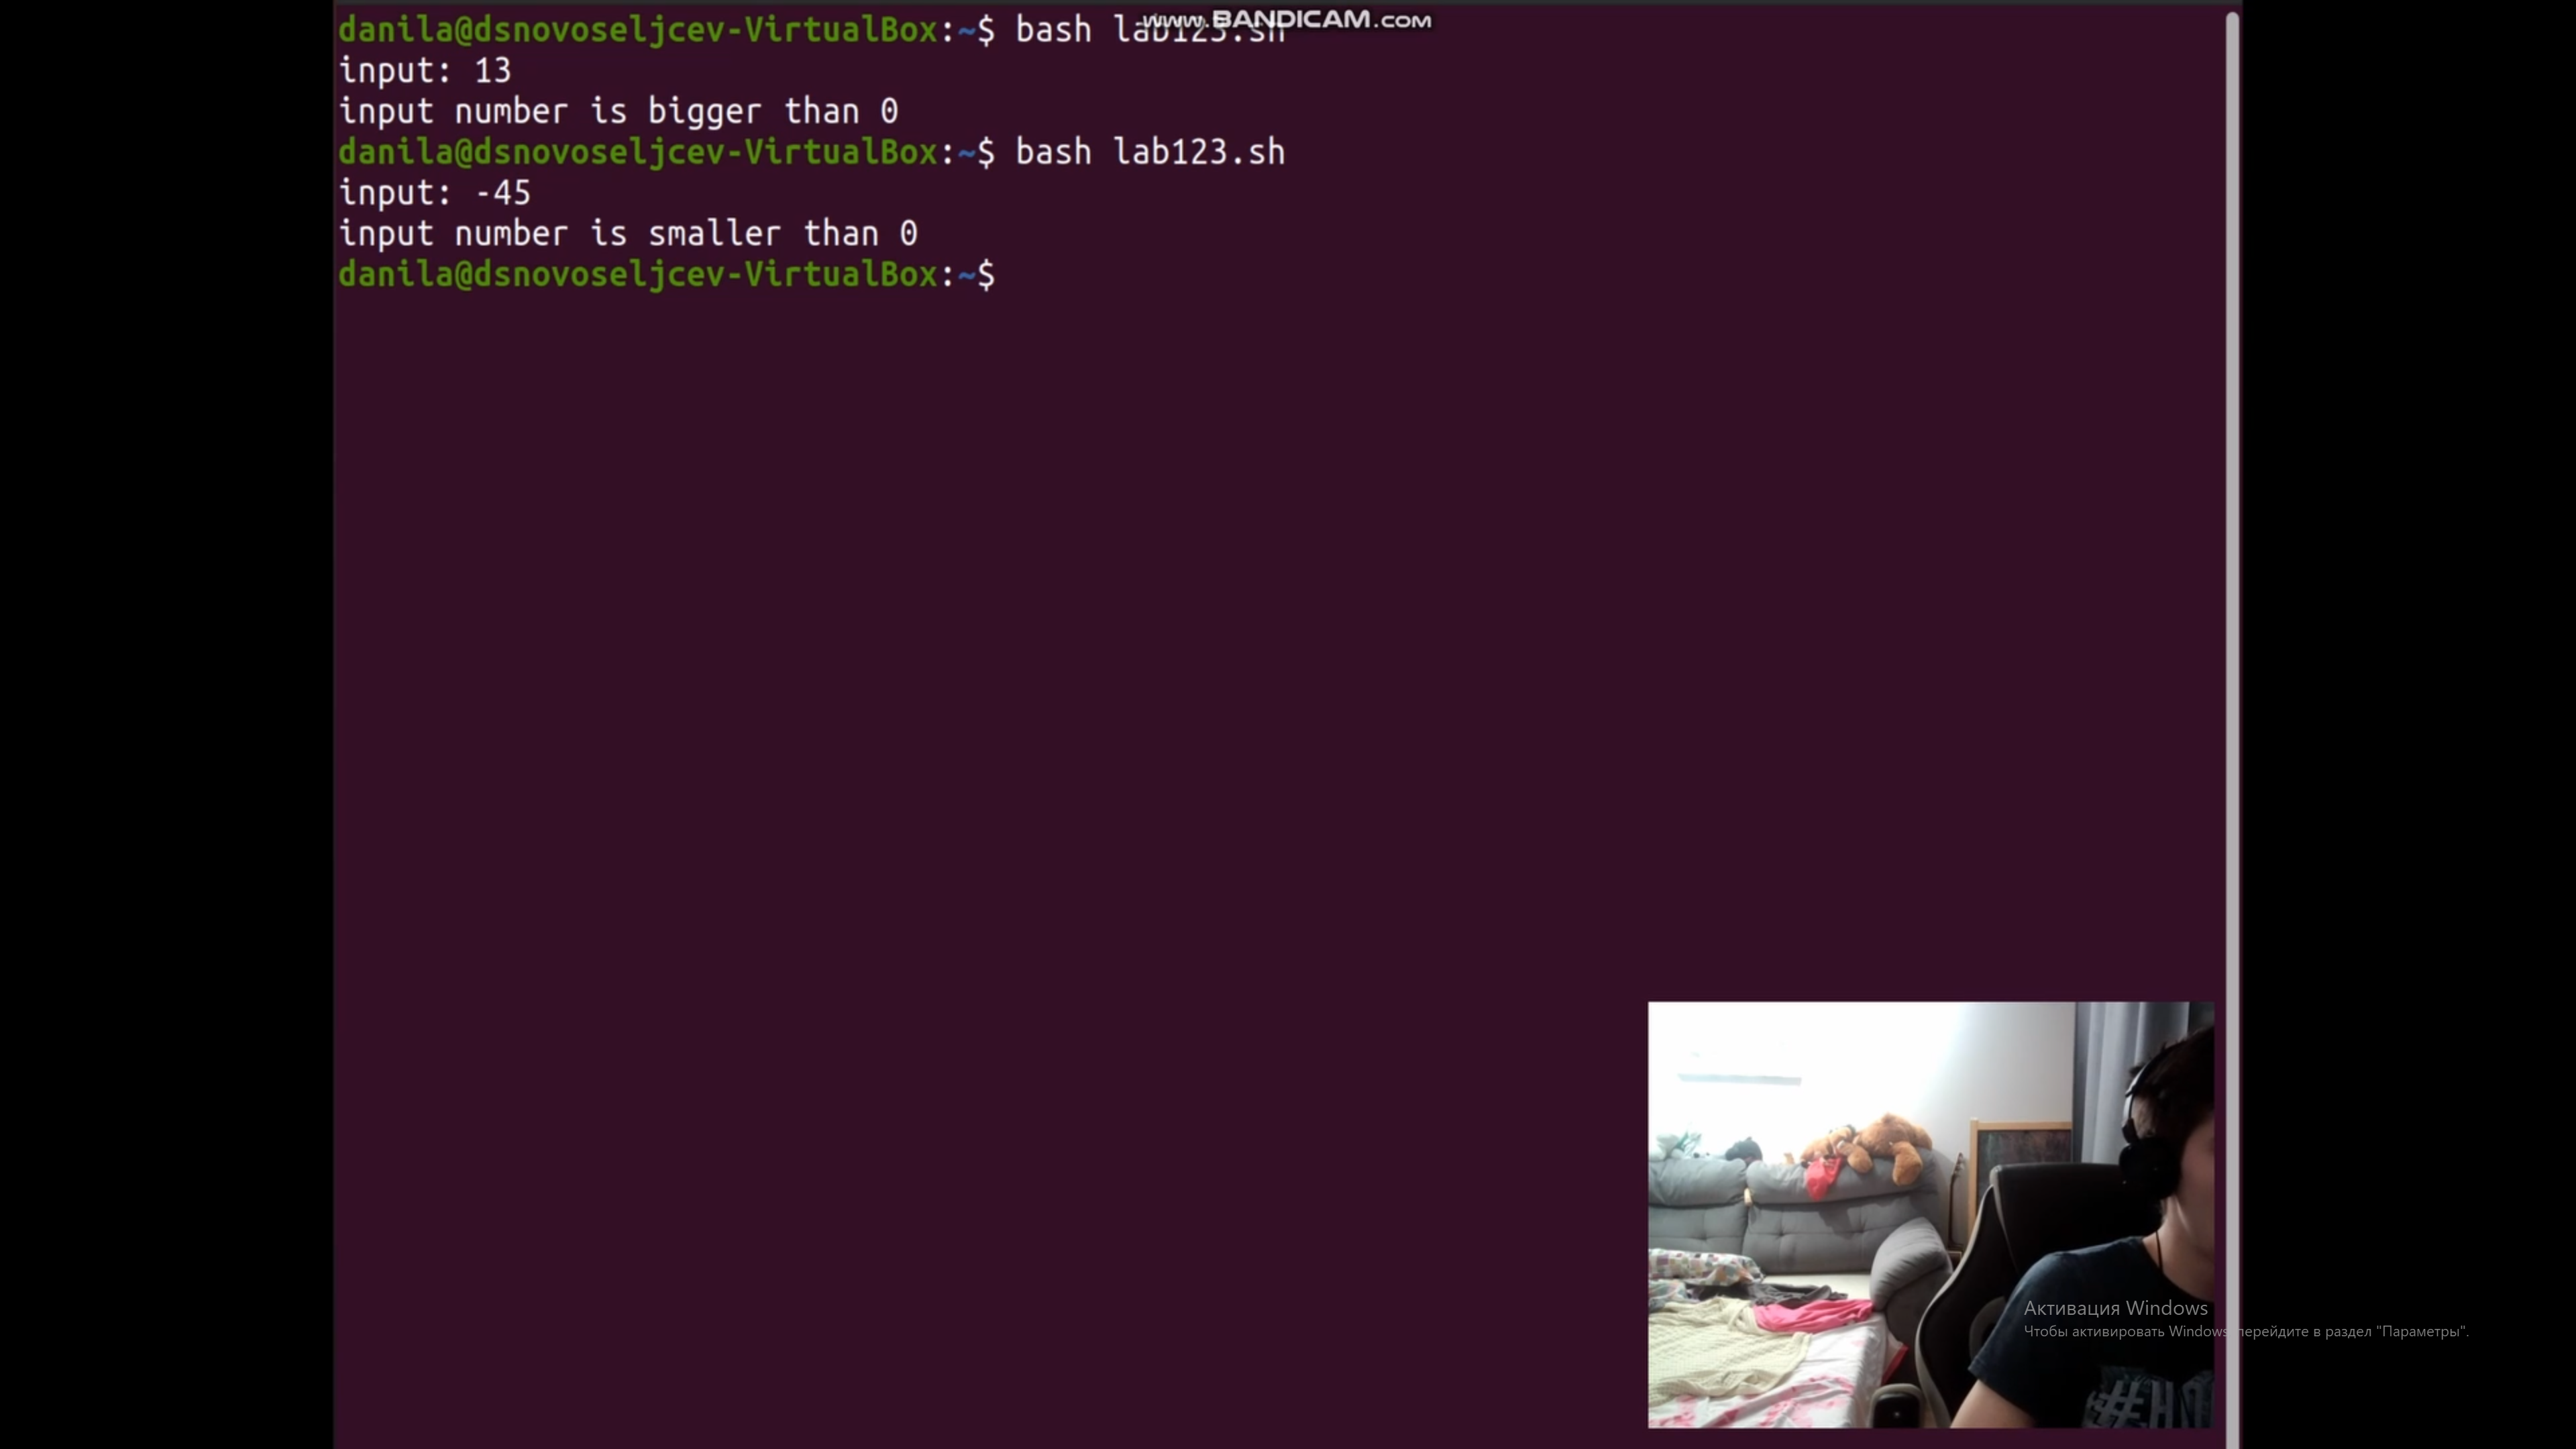 www.BANDICAM.com
danila@dsnovoseljcev-VirtualBox:~$ bash lab123.sh
input: 13
input number is bigger than 0
danila@dsnovoseljcev-VirtualBox:~$ bash lab123.sh
input: -45
input number is smaller than 0
danila@dsnovoseljcev-VirtualBox:~$
Активация Windows
Чтобы активировать Windows, перейдите в раздел "Параметры".